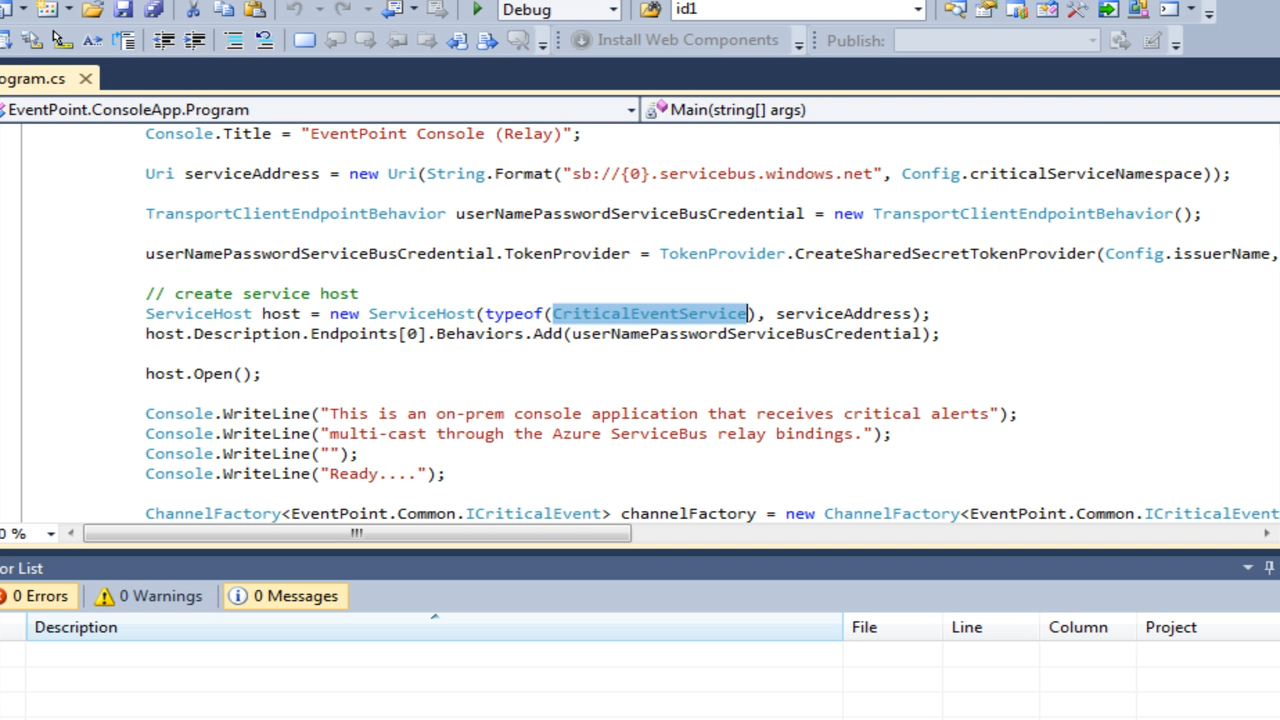 Debug
id1
Install Web Components
Publish:
ogram.cs
EventPoint.ConsoleApp.Program
Main(string[] args)
Console.Title = "EventPoint Console (Relay)";
Uri serviceAddress = new Uri(String.Format("sb://{0}.servicebus.windows.net", Config.criticalServiceNamespace));
TransportClientEndpointBehavior userNamePasswordServiceBusCredential = new TransportClientEndpointBehavior();
userNamePasswordServiceBusCredential.TokenProvider = TokenProvider.CreateSharedSecretTokenProvider(Config.issuerName,
// create service host
ServiceHost host = new ServiceHost(typeof(CriticalEventService), serviceAddress);
host.Description.Endpoints[0].Behaviors.Add(userNamePasswordServiceBusCredential);
host.Open();
Console.WriteLine("This is an on-prem console application that receives critical alerts");
Console.WriteLine("multi-cast through the Azure ServiceBus relay bindings.");
Console.WriteLine("");
Console.WriteLine("Ready....");
ChannelFactory<EventPoint.Common.ICriticalEvent> channelFactory = new ChannelFactory<EventPoint.Common.ICriticalEvent
0 %
or List
0 Errors
0 Warnings
0 Messages
Description
File
Line
Column
Project